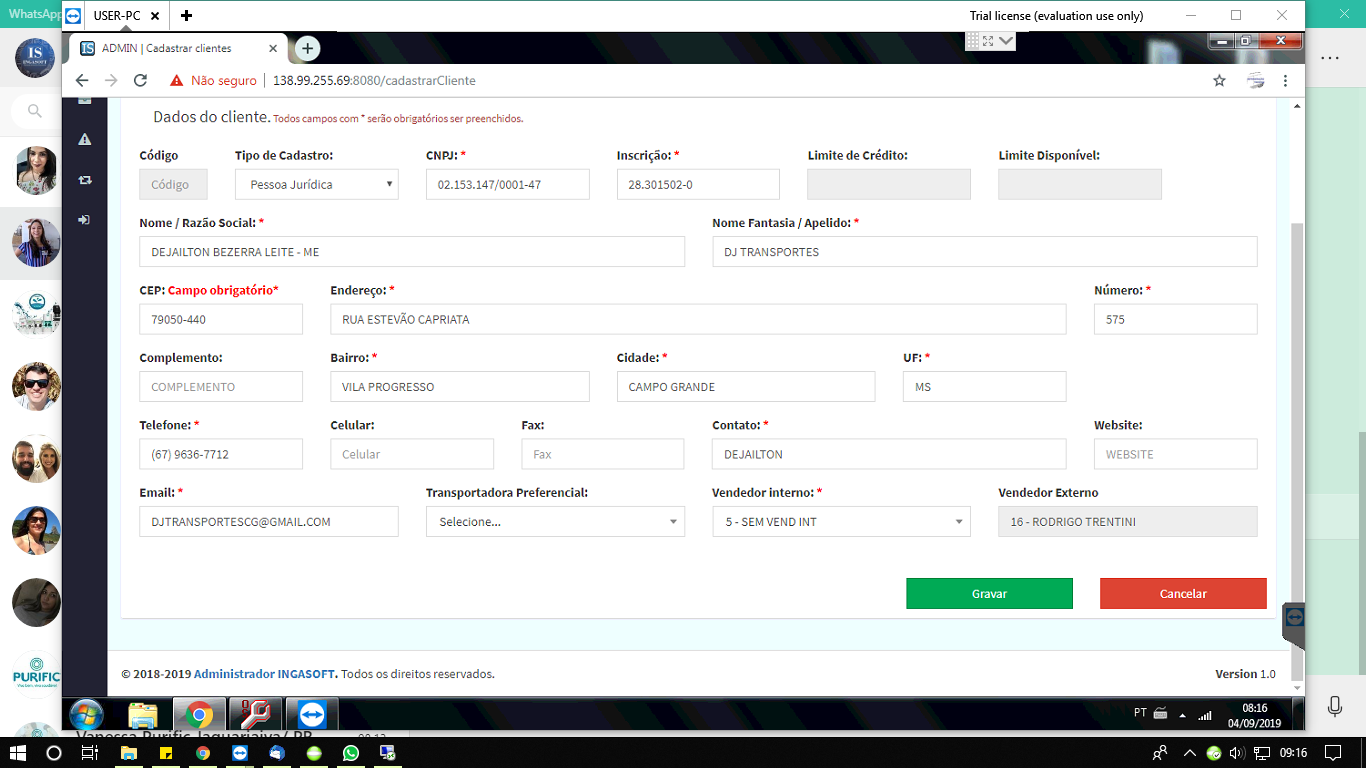 WhatsApp
USER-PC
Trial license (evaluation use only)
IS
INGASOFT
IS ADMIN | Cadastrar clientes
Não seguro | 138.99.255.69:8080/cadastrarCliente
Dados do cliente. Todos campos com * serão obrigatórios ser preenchidos.
Código Tipo de Cadastro: CNPJ: * Inscrição: * Limite de Crédito: Limite Disponível:
Código Pessoa Jurídica 02.153.147/0001-47 28.301502-0
Nome / Razão Social: * Nome Fantasia / Apelido: *
DEJAILTON BEZERRA LEITE - ME DJ TRANSPORTES
CEP: Campo obrigatório* Endereço: * Número: *
79050-440 RUA ESTEVÃO CAPRIATA 575
Complemento: Bairro: * Cidade: * UF: *
COMPLEMENTO VILA PROGRESSO CAMPO GRANDE MS
Telefone: * Celular: Fax: Contato: * Website:
(67) 9636-7712 Celular Fax DEJAILTON WEBSITE
Email: * Transportadora Preferencial: Vendedor interno: * Vendedor Externo
DJTRANSPORTESCG@GMAIL.COM Selecione... 5 - SEM VEND INT 16 - RODRIGO TRENTINI
Gravar Cancelar
PURIFIC
© 2018-2019 Administrador INGASOFT. Todos os direitos reservados. Version 1.0
PT 08:16
04/09/2019
Vanessa Purific Jaguariaiva/ PR
09:16